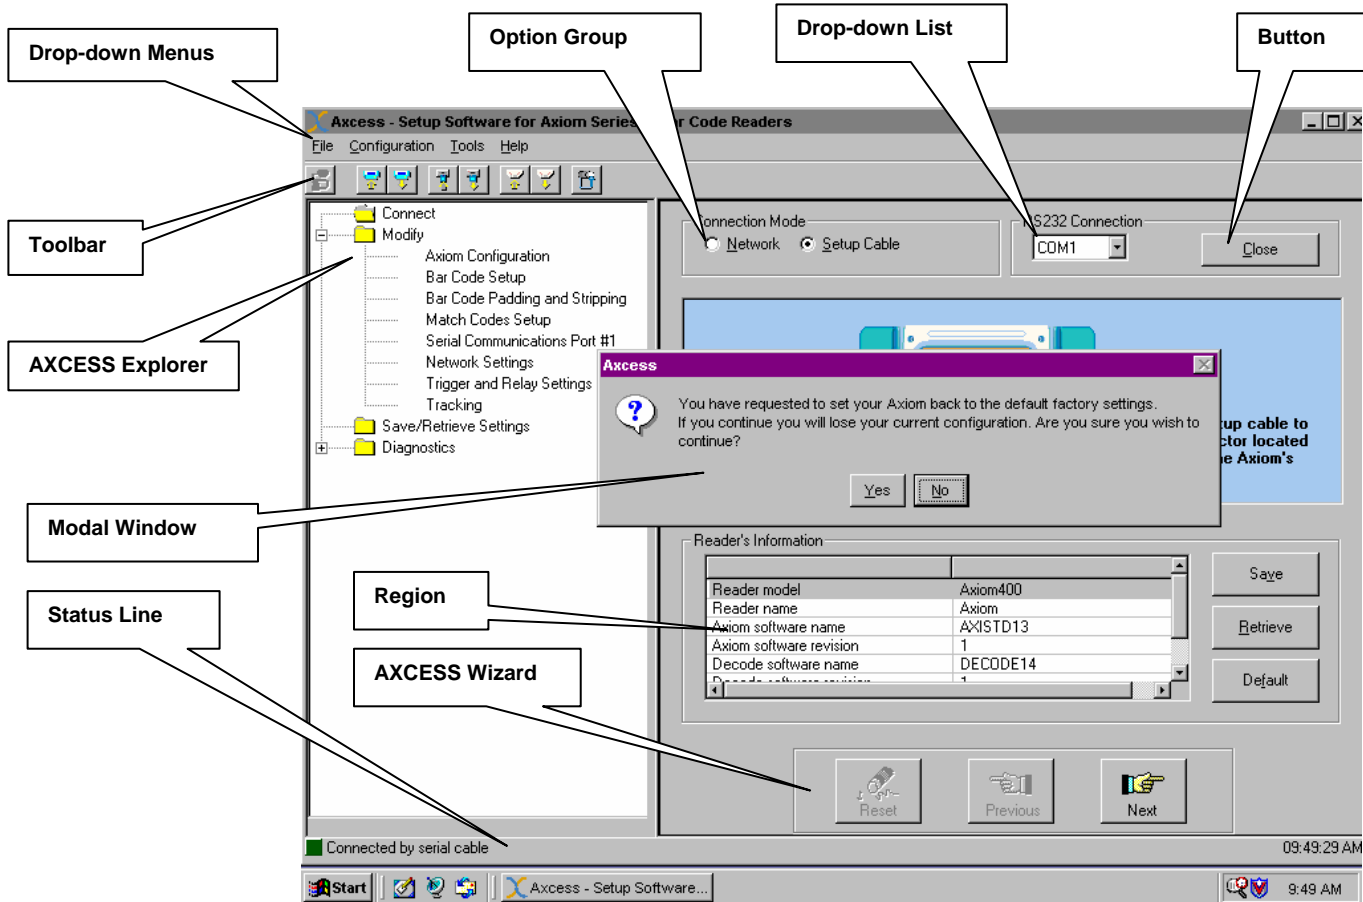 Drop-down Menus
Option Group
Drop-down List
Button
Axcess - Setup Software for Axiom Series
r Code Readers
File Configuration Tools Help
Toolbar
AXCESS Explorer
Connect
Modify
Axiom Configuration
Bar Code Setup
Bar Code Padding and Stripping
Match Codes Setup
Serial Communications Port #1
Network Settings
Trigger and Relay Settings
Tracking
Save/Retrieve Settings
Diagnostics
Connection Mode
Network Setup Cable
RS232 Connection
COM1
Close
up cable to
ctor located
e Axiom's
Axcess
You have requested to set your Axiom back to the default factory settings.
If you continue you will lose your current configuration. Are you sure you wish to
continue?
Yes No
Modal Window
Status Line
Region
AXCESS Wizard
Reader's Information
Reader model Axiom400
Reader name Axiom
Axiom software name AXISTD13
Axiom software revision 1
Decode software name DECODE14
Decode software revision 1
Save
Retrieve
Default
Reset
Previous
Next
Connected by serial cable
09:49:29 AM
Start
Axcess - Setup Software...
9:49 AM